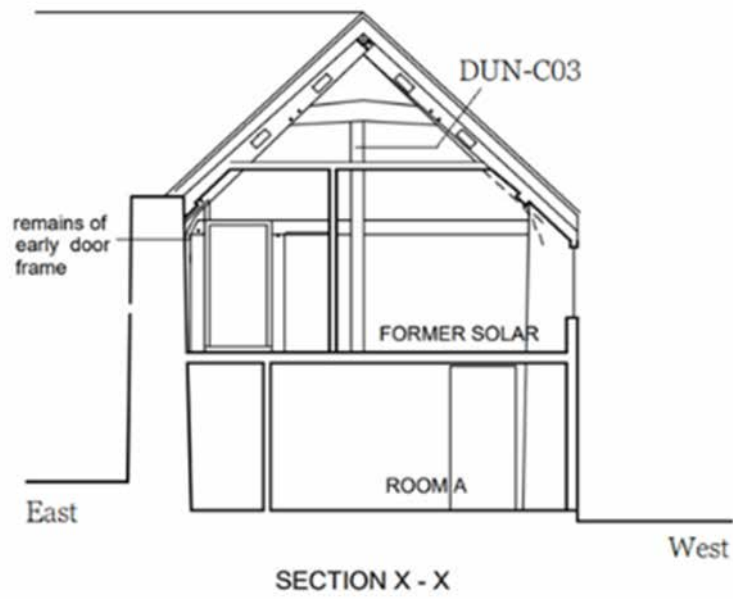 DUN-C03
remains of
early door
frame
FORMER SOLAR
ROOM A
East
West
SECTION X - X